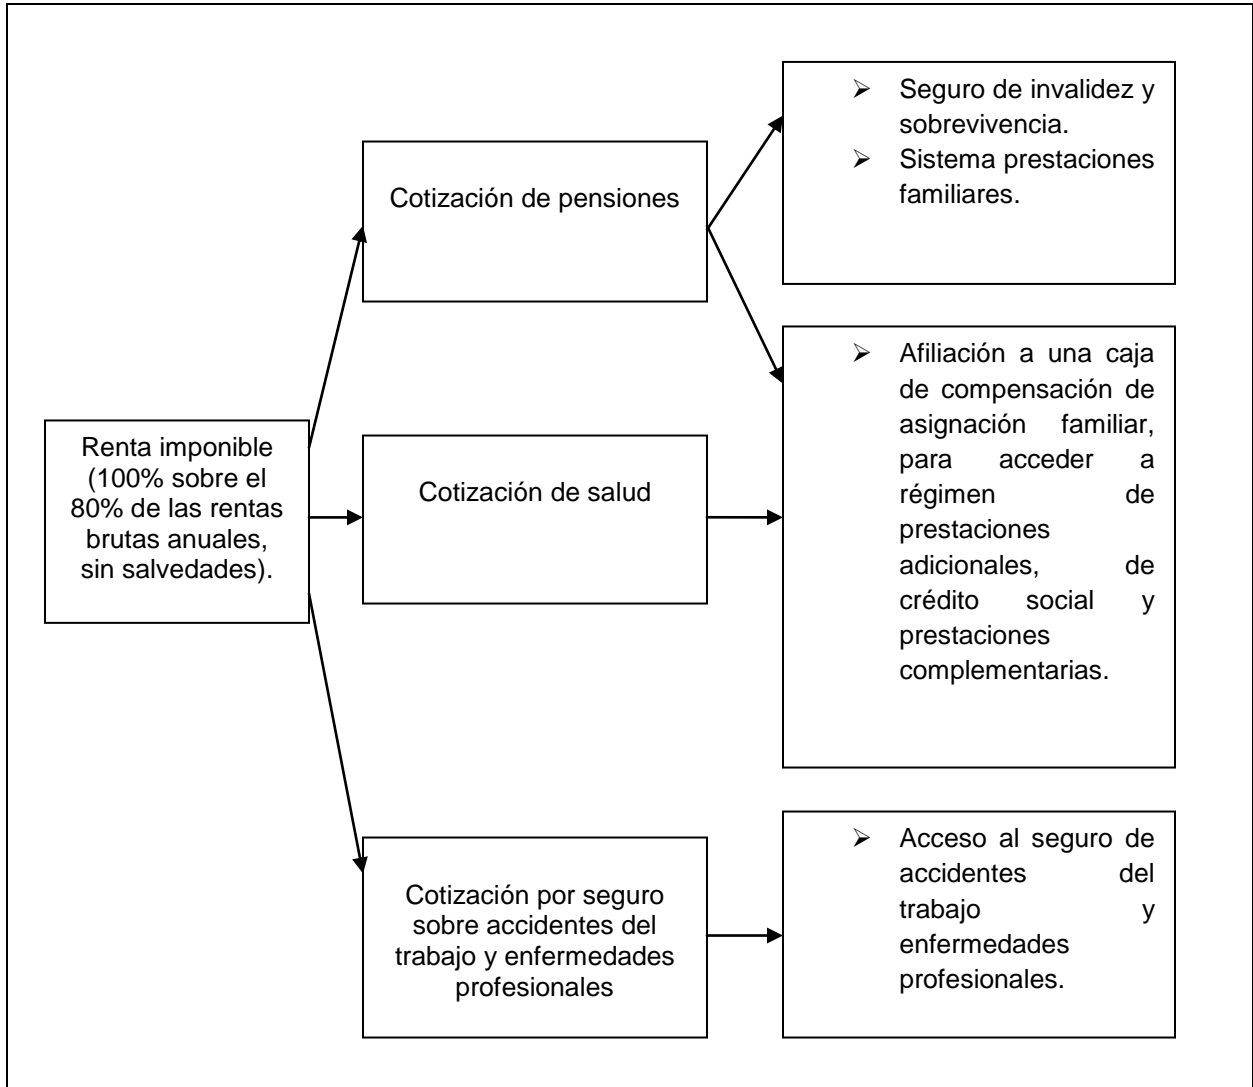 ➢ Seguro de invalidez y
sobrevivencia.
➢ Sistema prestaciones
familiares.
Cotización de pensiones
➢ Afiliación a una caja
de compensación de
asignación familiar,
para acceder a
régimen de
prestaciones
adicionales, de
crédito social y
prestaciones
complementarias.
Renta imponible
(100% sobre el
80% de las rentas
brutas anuales,
sin salvedades).
Cotización de salud
➢ Acceso al seguro de
accidentes del
trabajo y
enfermedades
profesionales.
Cotización por seguro
sobre accidentes del
trabajo y enfermedades
profesionales